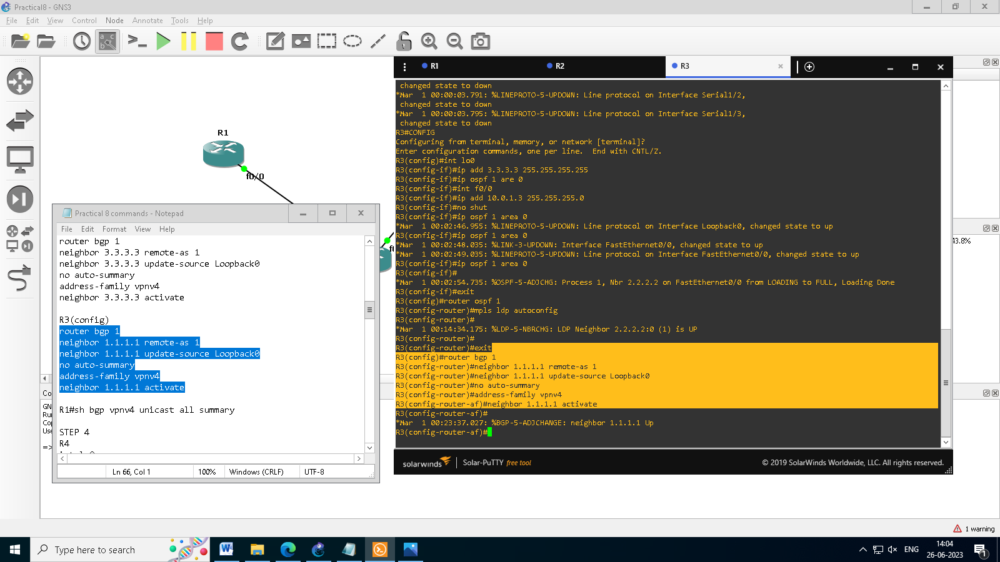 Practical8 - GNS3
File Edit View Control Node Annotate Tools Help
R1
f0/0
Practical 8 commands - Notepad
File Edit Format View Help
router bgp 1
neighbor 3.3.3.3 remote-as 1
neighbor 3.3.3.3 update-source Loopback0
no auto-summary
address-family vpnv4
neighbor 3.3.3.3 activate
R3(config)
router bgp 1
neighbor 1.1.1.1 remote-as 1
neighbor 1.1.1.1 update-source Loopback0
no auto-summary
address-family vpnv4
neighbor 1.1.1.1 activate
R1#sh bgp vpnv4 unicast all summary
STEP 4
R4
Ln 66, Col 1 100% Windows (CRLF) UTF-8
Co
GN
Run
Cop
Use
=>
R1 R2 R3
changed state to down
*Mar  1 00:00:03.791: %LINEPROTO-5-UPDOWN: Line protocol on Interface Serial1/2,
changed state to down
*Mar  1 00:00:03.795: %LINEPROTO-5-UPDOWN: Line protocol on Interface Serial1/3,
changed state to down
R3#CONFIG
Configuring from terminal, memory, or network [terminal]?
Enter configuration commands, one per line.  End with CNTL/Z.
R3(config)#int lo0
R3(config-if)#ip add 3.3.3.3 255.255.255.255
R3(config-if)#ip ospf 1 are 0
R3(config-if)#int f0/0
R3(config-if)#ip add 10.0.1.3 255.255.255.0
R3(config-if)#no shut
R3(config-if)#ip ospf 1 area 0
*Mar  1 00:02:46.955: %LINEPROTO-5-UPDOWN: Line protocol on Interface Loopback0, changed state to up
R3(config-if)#ip ospf 1 area 0
*Mar  1 00:02:48.035: %LINK-3-UPDOWN: Interface FastEthernet0/0, changed state to up
*Mar  1 00:02:49.035: %LINEPROTO-5-UPDOWN: Line protocol on Interface FastEthernet0/0, changed state to up
R3(config-if)#ip ospf 1 area 0
R3(config-if)#
*Mar  1 00:02:54.735: %OSPF-5-ADJCHG: Process 1, Nbr 2.2.2.2 on FastEthernet0/0 from LOADING to FULL, Loading Done
R3(config-if)#exit
R3(config)#router ospf 1
R3(config-router)#mpls ldp autoconfig
R3(config-router)#
*Mar  1 00:14:34.175: %LDP-5-NBRCHG: LDP Neighbor 2.2.2.2:0 (1) is UP
R3(config-router)#
R3(config-router)#exit
R3(config)#router bgp 1
R3(config-router)#neighbor 1.1.1.1 remote-as 1
R3(config-router)#neighbor 1.1.1.1 update-source Loopback0
R3(config-router)#no auto-summary
R3(config-router)#address-family vpnv4
R3(config-router-af)#neighbor 1.1.1.1 activate
R3(config-router-af)#
*Mar  1 00:23:37.027: %BGP-5-ADJCHANGE: neighbor 1.1.1.1 Up
R3(config-router-af)#
solarwinds Solar-PuTTY free tool © 2019 SolarWinds Worldwide, LLC. All rights reserved.
43.8%
1 warning
Type here to search
ENG
14:04
26-06-2023
1